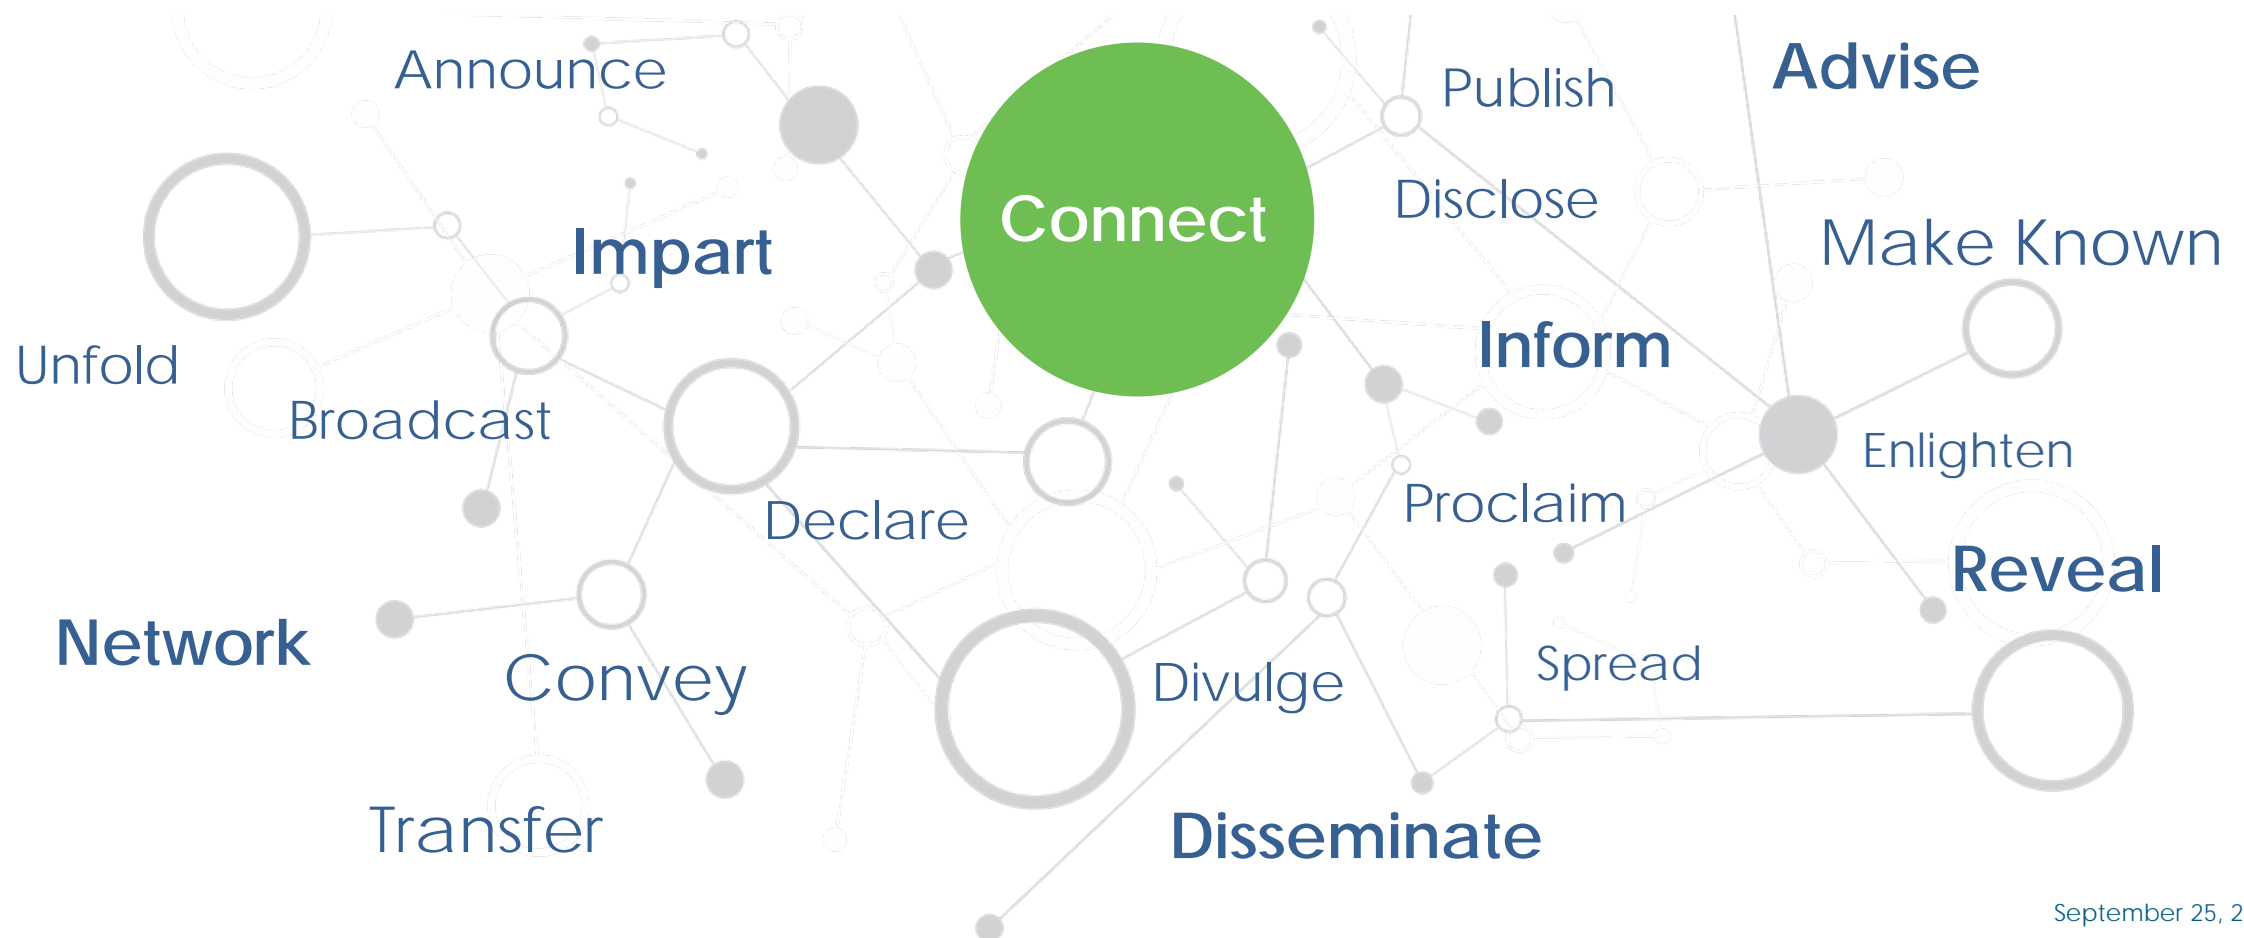 Announce
Publish
Advise
Disclose
Connect
Impart
Make Known
Inform
Unfold
Broadcast
Enlighten
Proclaim
Declare
Reveal
Network
Convey
Divulge
Spread
Transfer
Disseminate
September 25, 2